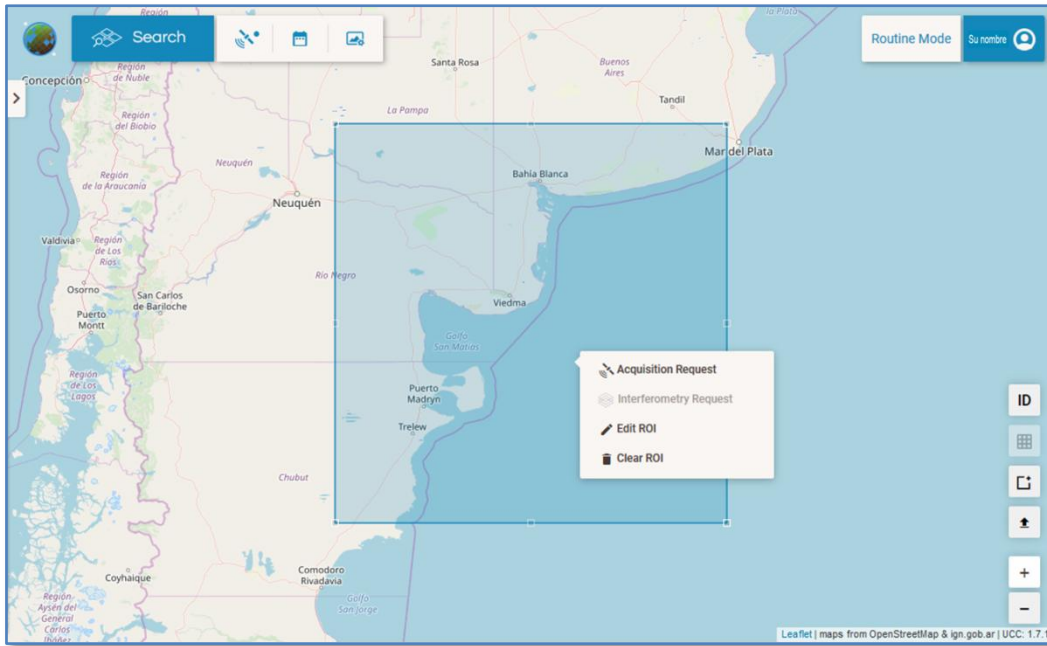 Región
la Plata
Search
Routine Mode
Su nombre
Concepción
Región
de Ñuble
Santa Rosa
Buenos
Aires
Tandil
La Pampa
Región
del Biobío
Mar del Plata
Neuquén
Bahía Blanca
Región
de la Araucanía
Neuquén
Valdivia
Región
de Los
Ríos
Río Negro
Osorno
San Carlos
de Bariloche
Viedma
Puerto
Montt
Golfo
San Matías
Acquisition Request
Región
de Los
Lagos
Puerto
Madryn
Interferometry Request
ID
Trelew
Edit ROI
Clear ROI
Chubut
Comodoro
Rivadavia
Coyhaique
Región
Aysén del
General
Carlos
Ibáñez
Golfo
San Jorge
+
−
Leaflet | maps from OpenStreetMap & ign.gob.ar | UCC: 1.7.1